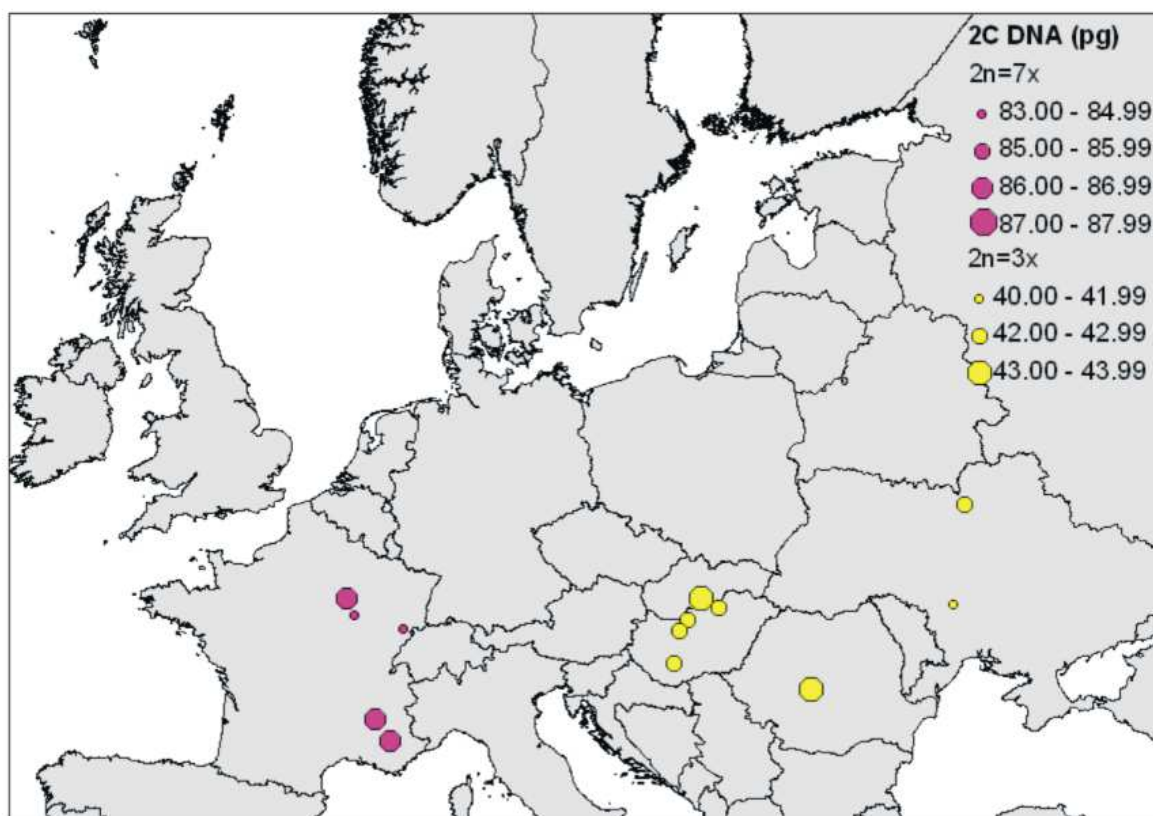 2C DNA (pg)
2n=7x
83.00 - 84.99
85.00 - 85.99
86.00 - 86.99
87.00 - 87.99
2n=3x
40.00 - 41.99
42.00 - 42.99
43.00 - 43.99